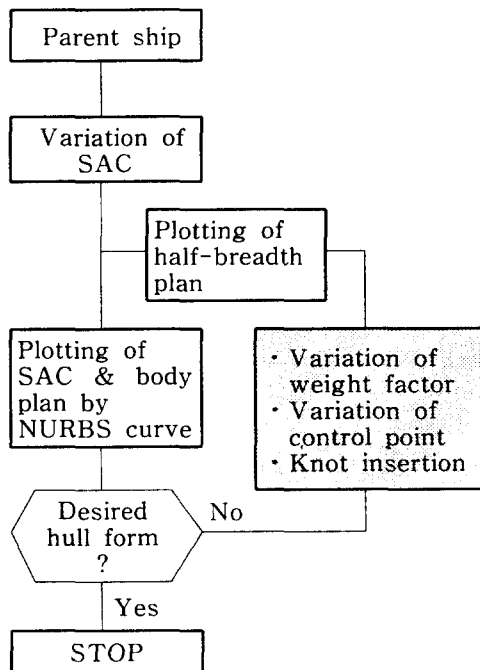 Parent ship
Variation of
SAC
Plotting of
half-breadth
plan
Plotting of
SAC & body
plan by
NURBS curve
· Variation of
weight factor
· Variation of
control point
· Knot insertion
Desired
hull form
?
No
Yes
STOP